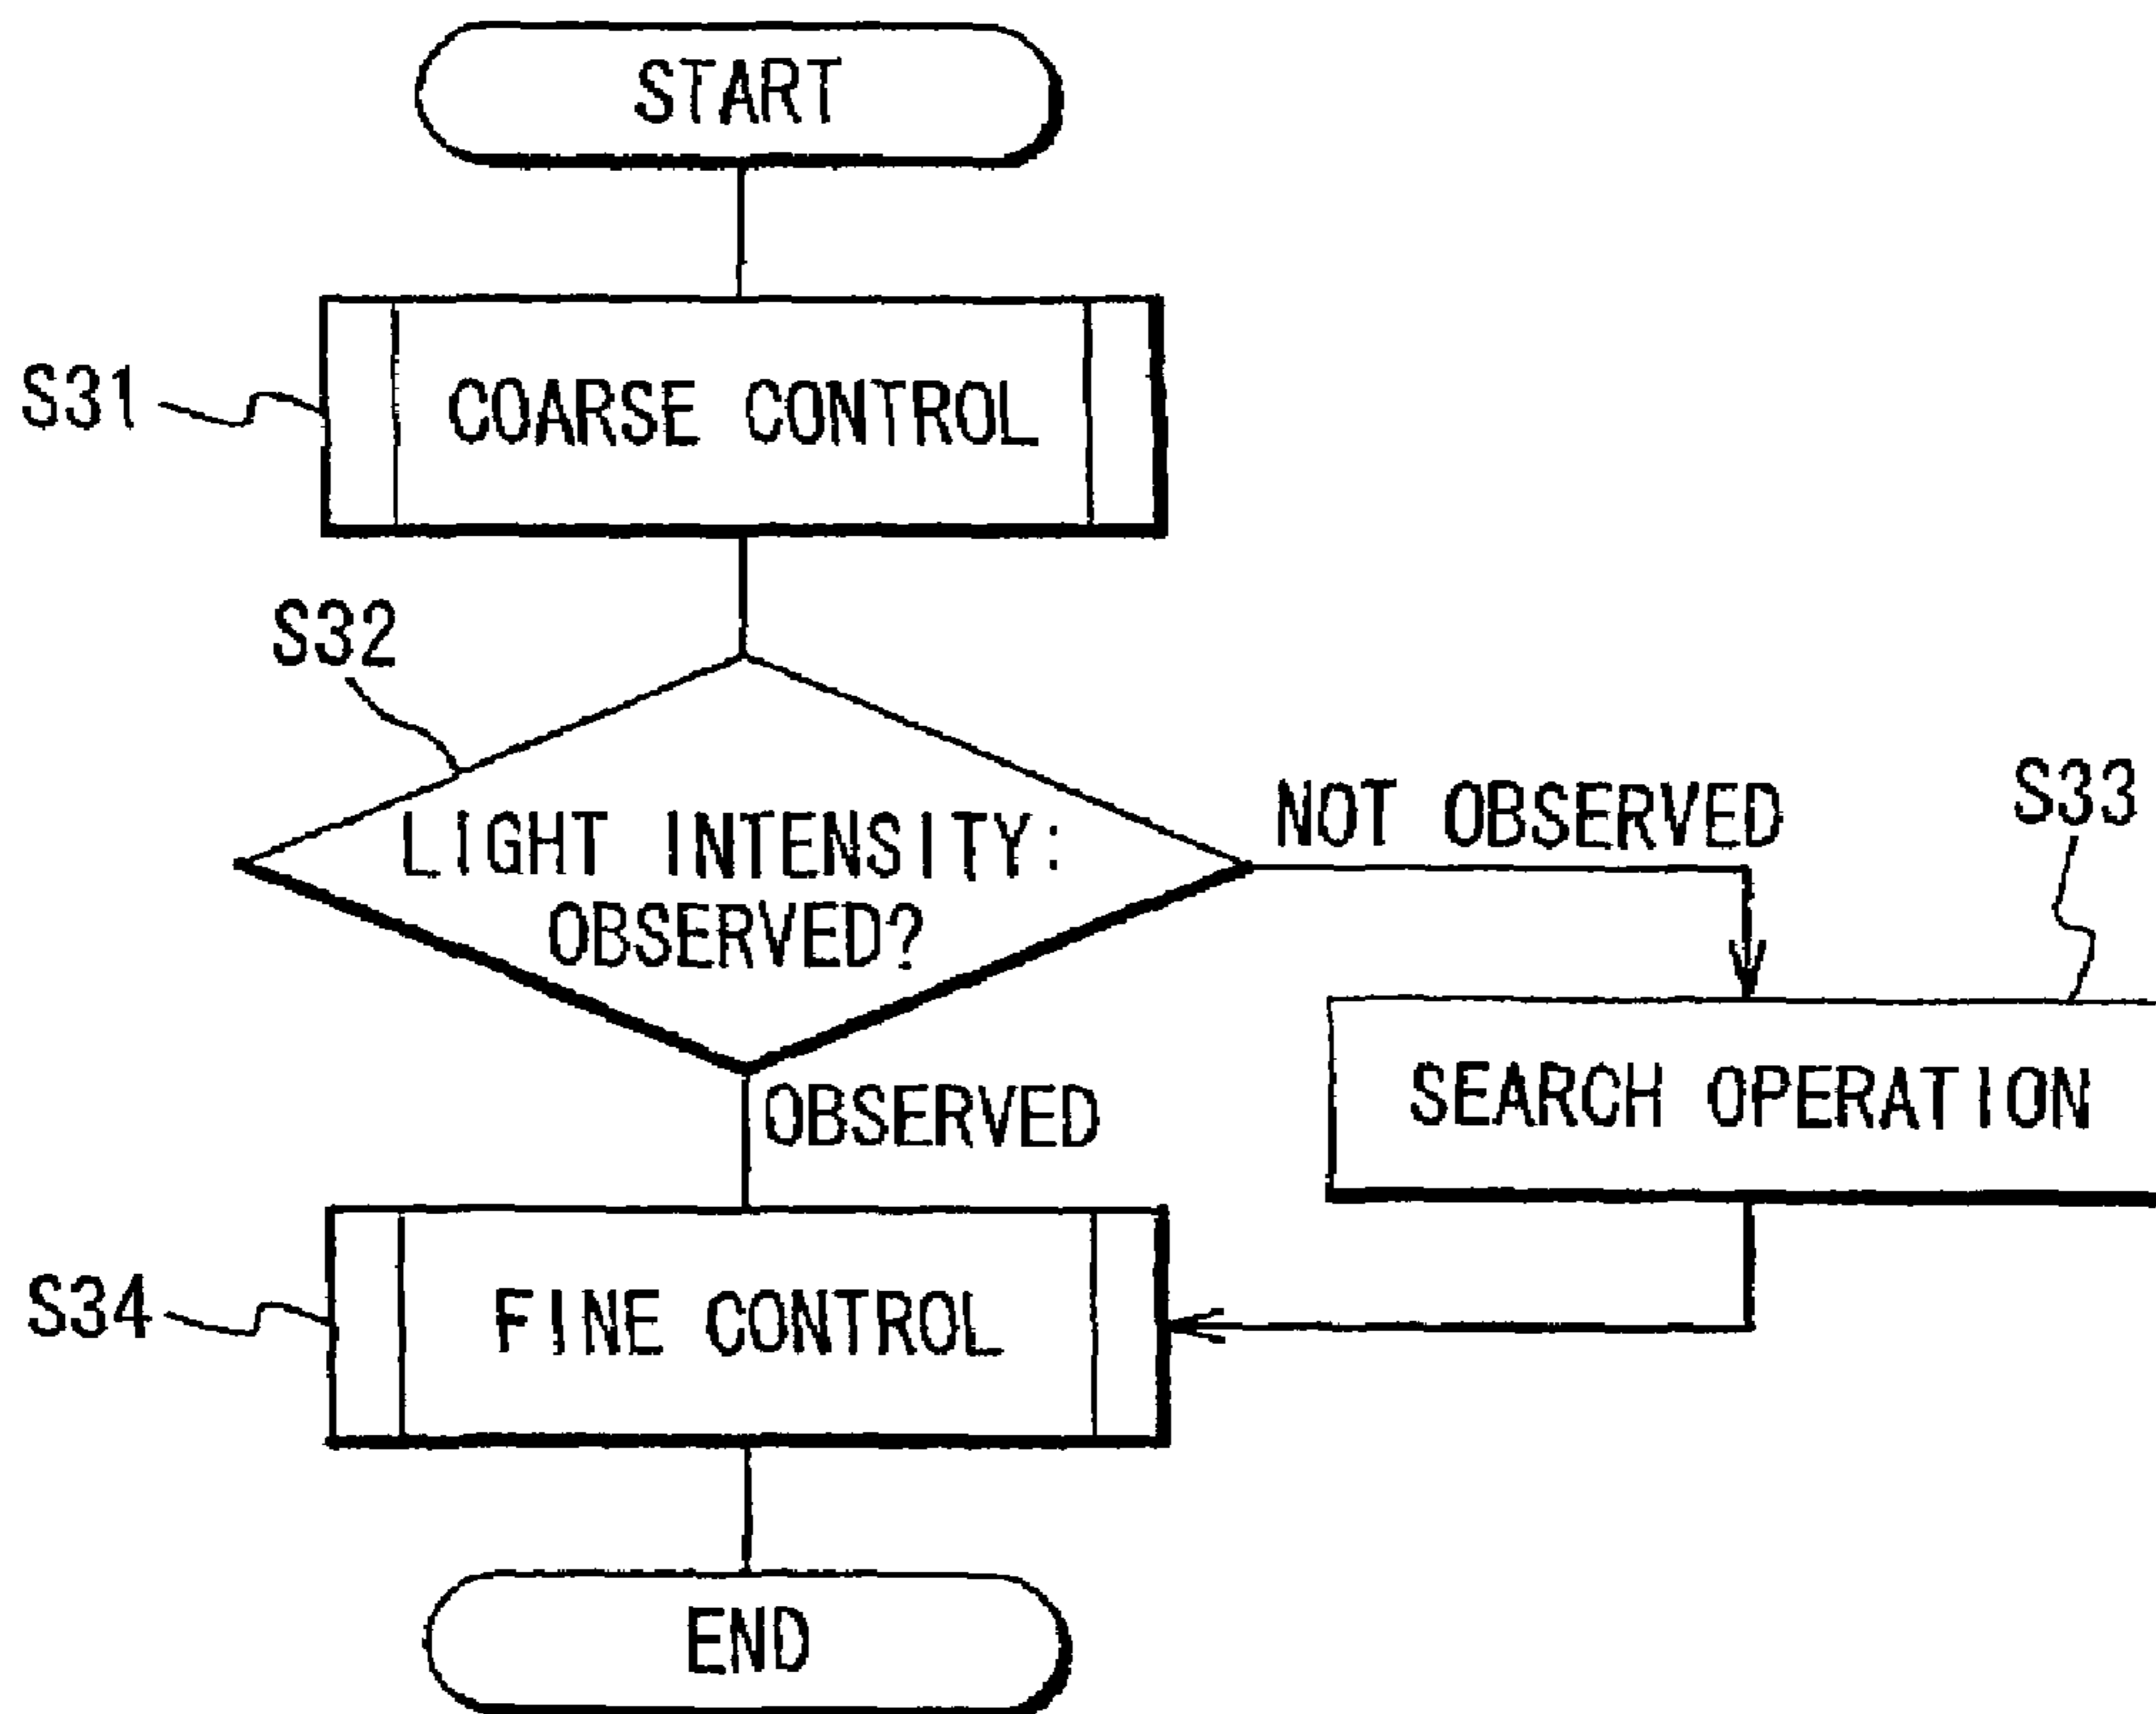 START
S31
COARSE CONTROL
S32
LIGHT INTENSITY:
OBSERVED?
NOT OBSERVED
S33
OBSERVED
SEARCH OPERATION
S34
FINE CONTROL
END